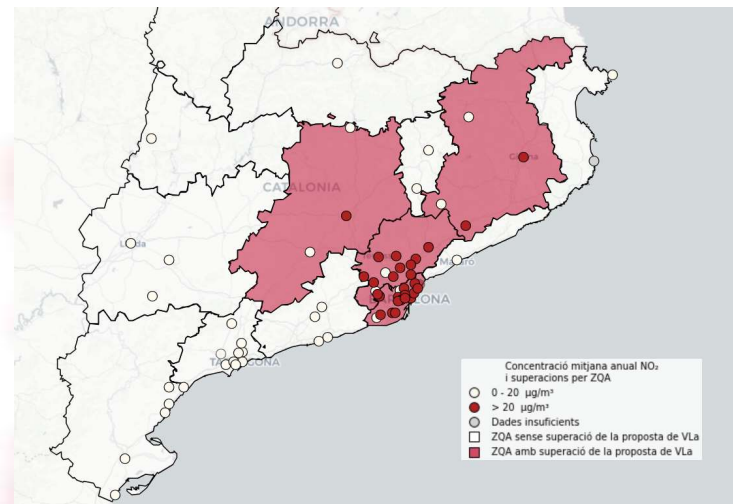 ANDORRA
Girona
CATALONIA
Lleida
Mataró
BARCELONA
TARRAGONA
Concentració mitjana anual NO₂
i superacions per ZQA
0 - 20 µg/m³
> 20 µg/m³
Dades insuficients
ZQA sense superació de la proposta de VLa
ZQA amb superació de la proposta de VLa